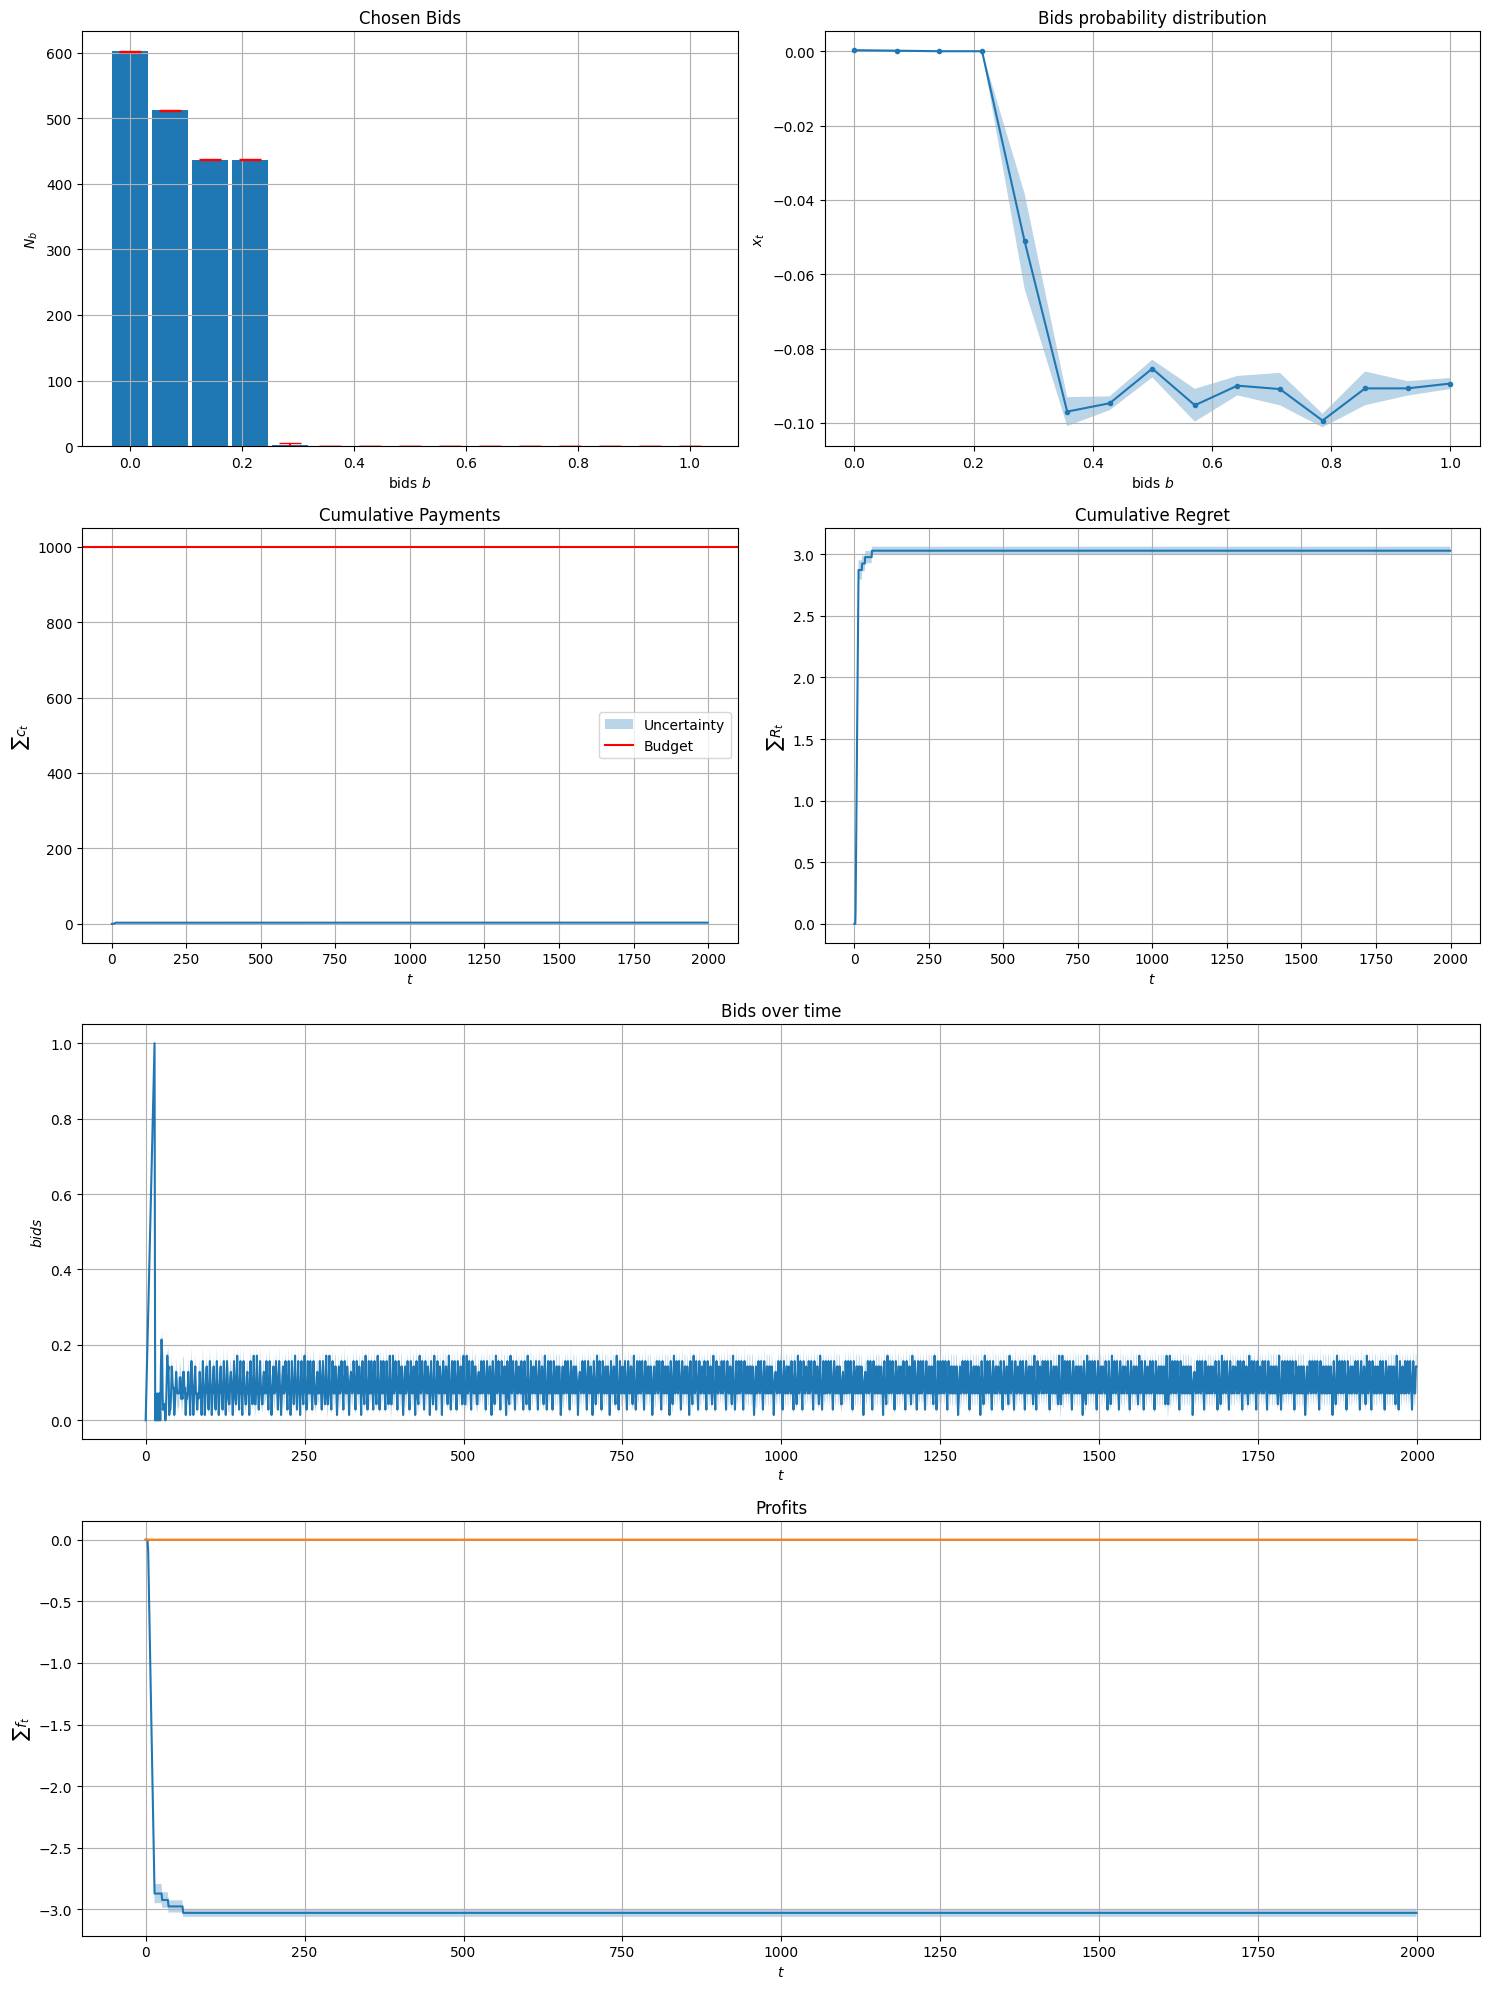 Chosen Bids
600
500
400
300
200
100
0
N_b
0.0 0.2 0.4 0.6 0.8 1.0
bids b
Bids probability distribution
0.00
−0.02
−0.04
−0.06
−0.08
−0.10
x_t
0.0 0.2 0.4 0.6 0.8 1.0
bids b
Cumulative Payments
1000
800
600
400
200
0
∑c_t
Uncertainty
Budget
0 250 500 750 1000 1250 1500 1750 2000
t
Cumulative Regret
3.0
2.5
2.0
1.5
1.0
0.5
0.0
∑R_t
0 250 500 750 1000 1250 1500 1750 2000
t
Bids over time
1.0
0.8
0.6
0.4
0.2
0.0
bids
0 250 500 750 1000 1250 1500 1750 2000
t
Profits
0.0
−0.5
−1.0
−1.5
−2.0
−2.5
−3.0
∑f_t
0 250 500 750 1000 1250 1500 1750 2000
t